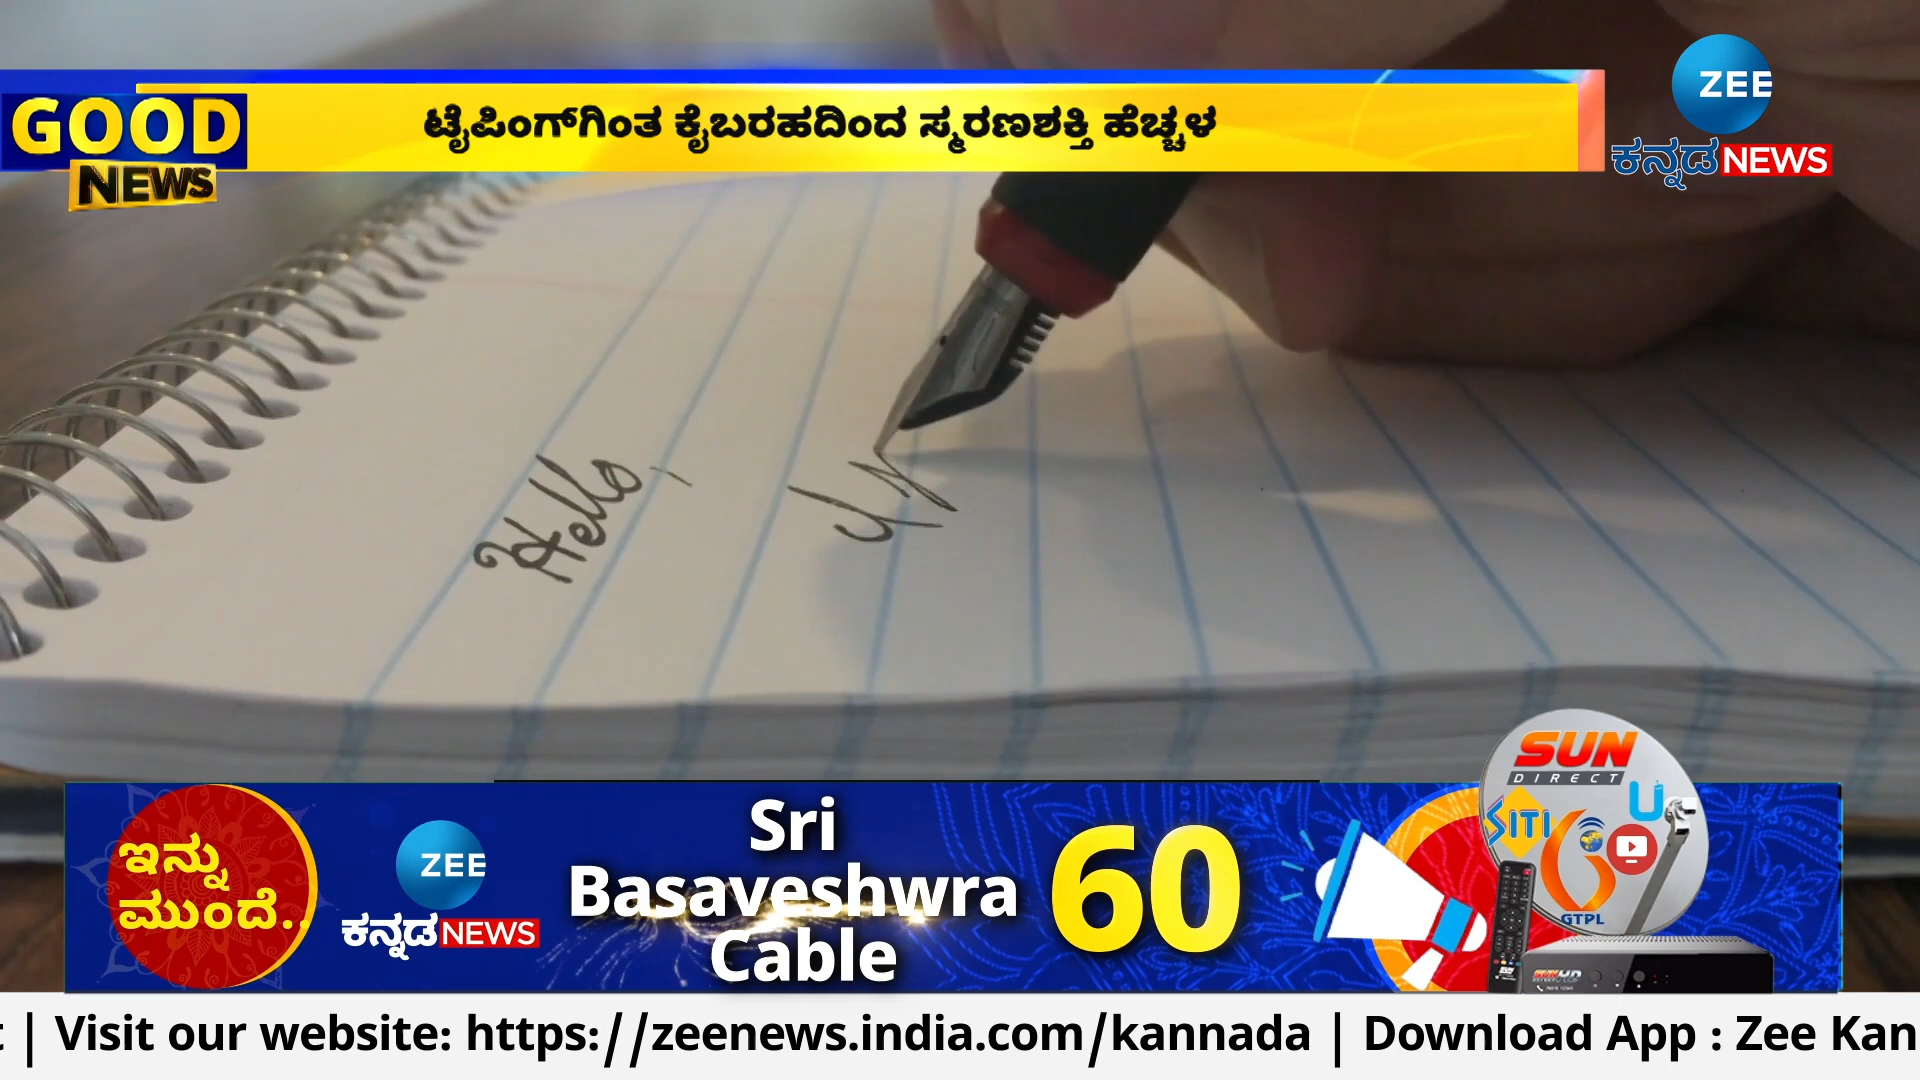 GOOD
NEWS
ಟೈಪಿಂಗ್‌ಗಿಂತ ಕೈಬರಹದಿಂದ ಸ್ಮರಣಶಕ್ತಿ ಹೆಚ್ಚಳ
ZEE
ಕನ್ನಡ NEWS
Hello,
ಇನ್ನು
ಮುಂದೆ..
ZEE
ಕನ್ನಡ NEWS
Sri
Basaveshwra
Cable
60
SUN
DIRECT
SITI
U
GTPL
| Visit our website: https://zeenews.india.com/kannada | Download App : Zee Kan